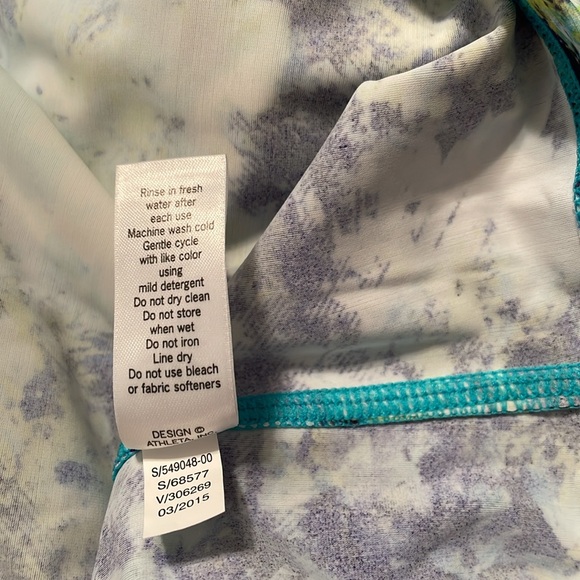 Rinse in fresh
water after
each use
Machine wash cold
Gentle cycle
with like color
using
mild detergent
Do not dry clean
Do not store
when wet
Do not iron
Line dry
Do not use bleach
or fabric softeners
DESIGN ©
ATHLETA, INC
S/549048-00
S/68577
V/306269
03/2015